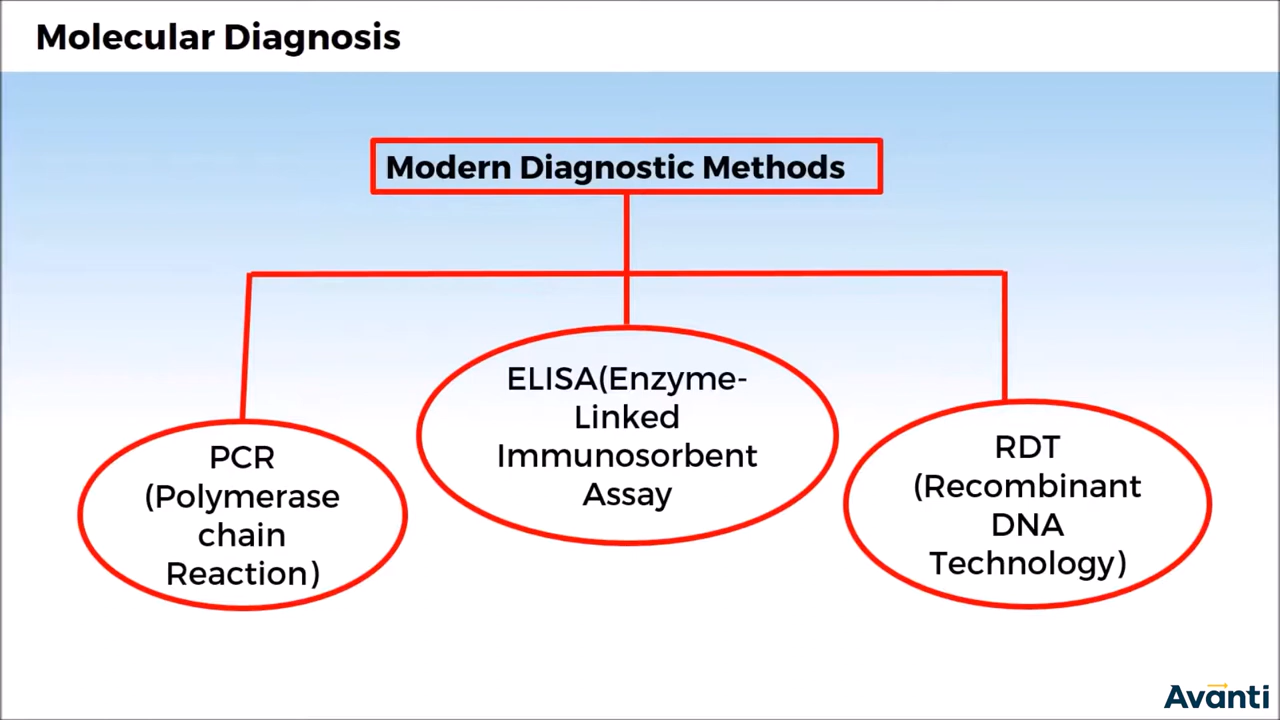 Molecular Diagnosis
Modern Diagnostic Methods
PCR
(Polymerase
chain
Reaction)
ELISA(Enzyme-
Linked
Immunosorbent
Assay
RDT
(Recombinant
DNA
Technology)
Avanti